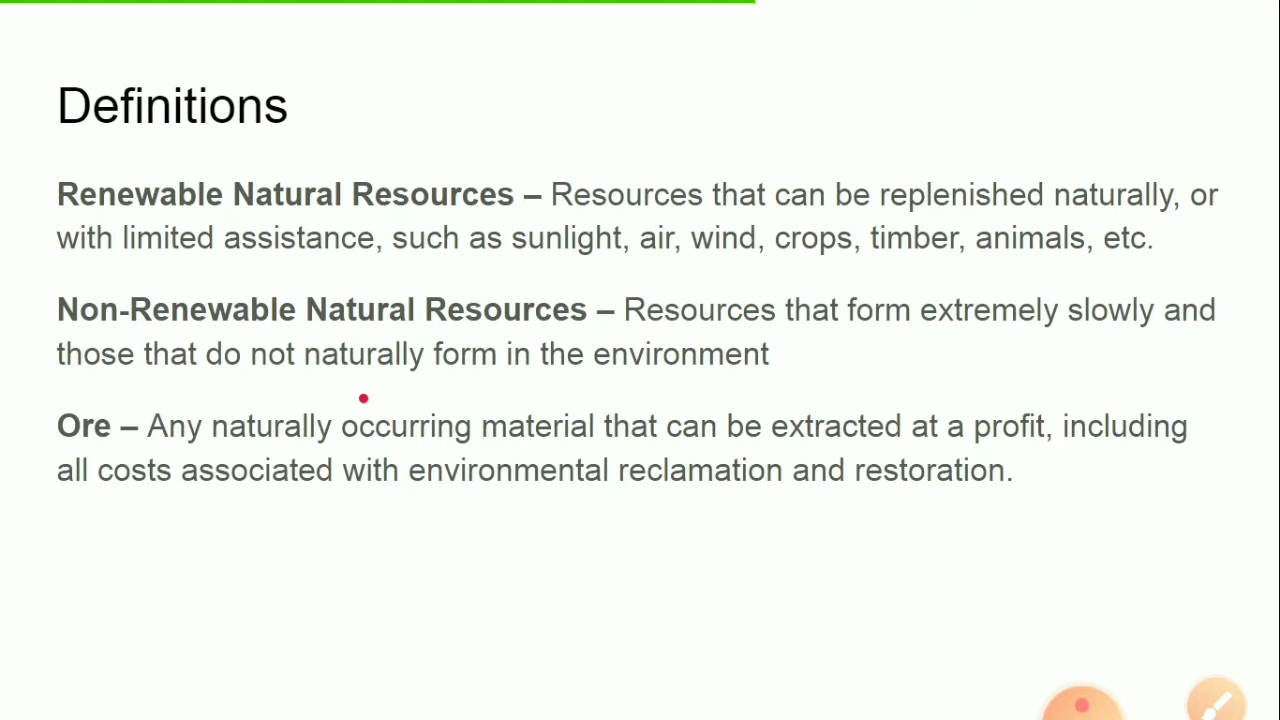 Definitions
Renewable Natural Resources – Resources that can be replenished naturally, or
with limited assistance, such as sunlight, air, wind, crops, timber, animals, etc.
Non-Renewable Natural Resources – Resources that form extremely slowly and
those that do not naturally form in the environment
Ore – Any naturally occurring material that can be extracted at a profit, including
all costs associated with environmental reclamation and restoration.